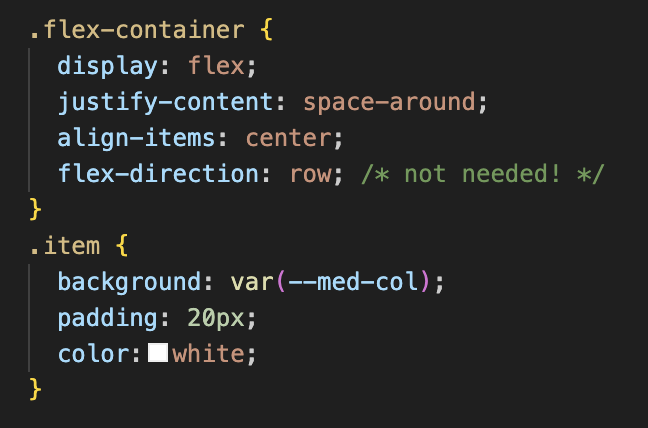 .flex-container {
  display: flex;
  justify-content: space-around;
  align-items: center;
  flex-direction: row; /* not needed! */
}
.item {
  background: var(--med-col);
  padding: 20px;
  color: white;
}